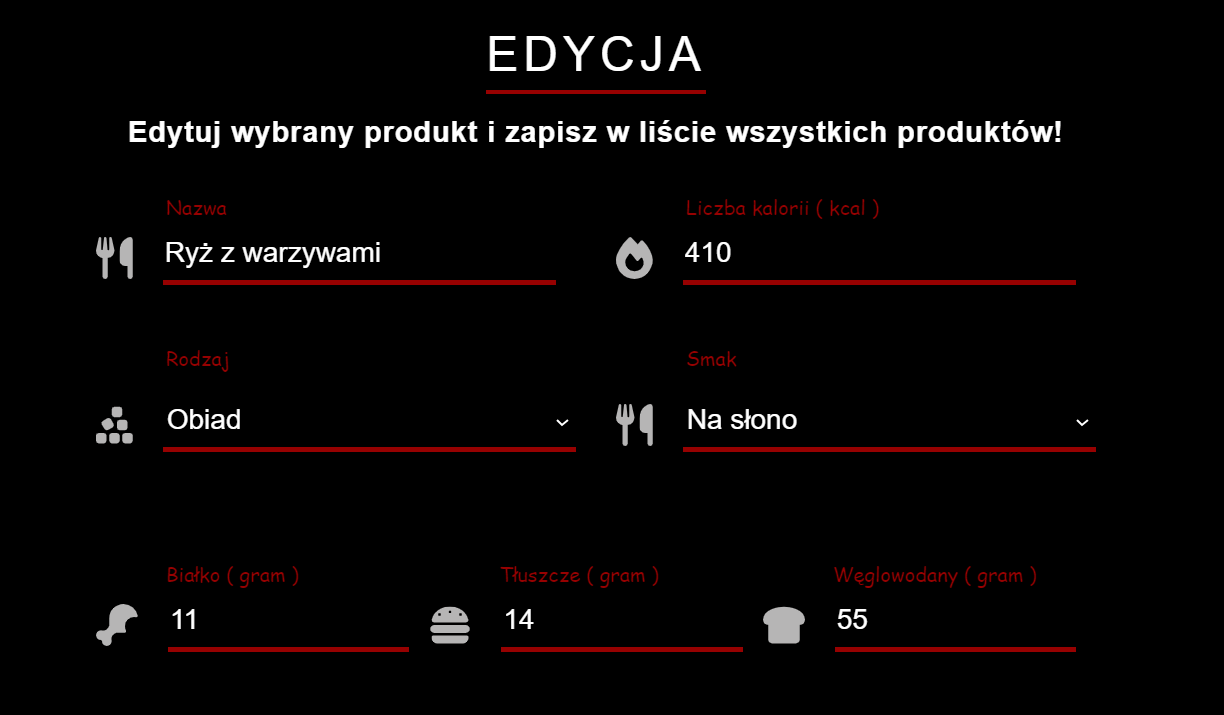 EDYCJA
Edytuj wybrany produkt i zapisz w liście wszystkich produktów!
Nazwa
Ryż z warzywami
Liczba kalorii ( kcal )
410
Rodzaj
Obiad
Smak
Na słono
Białko ( gram )
11
Tłuszcze ( gram )
14
Węglowodany ( gram )
55